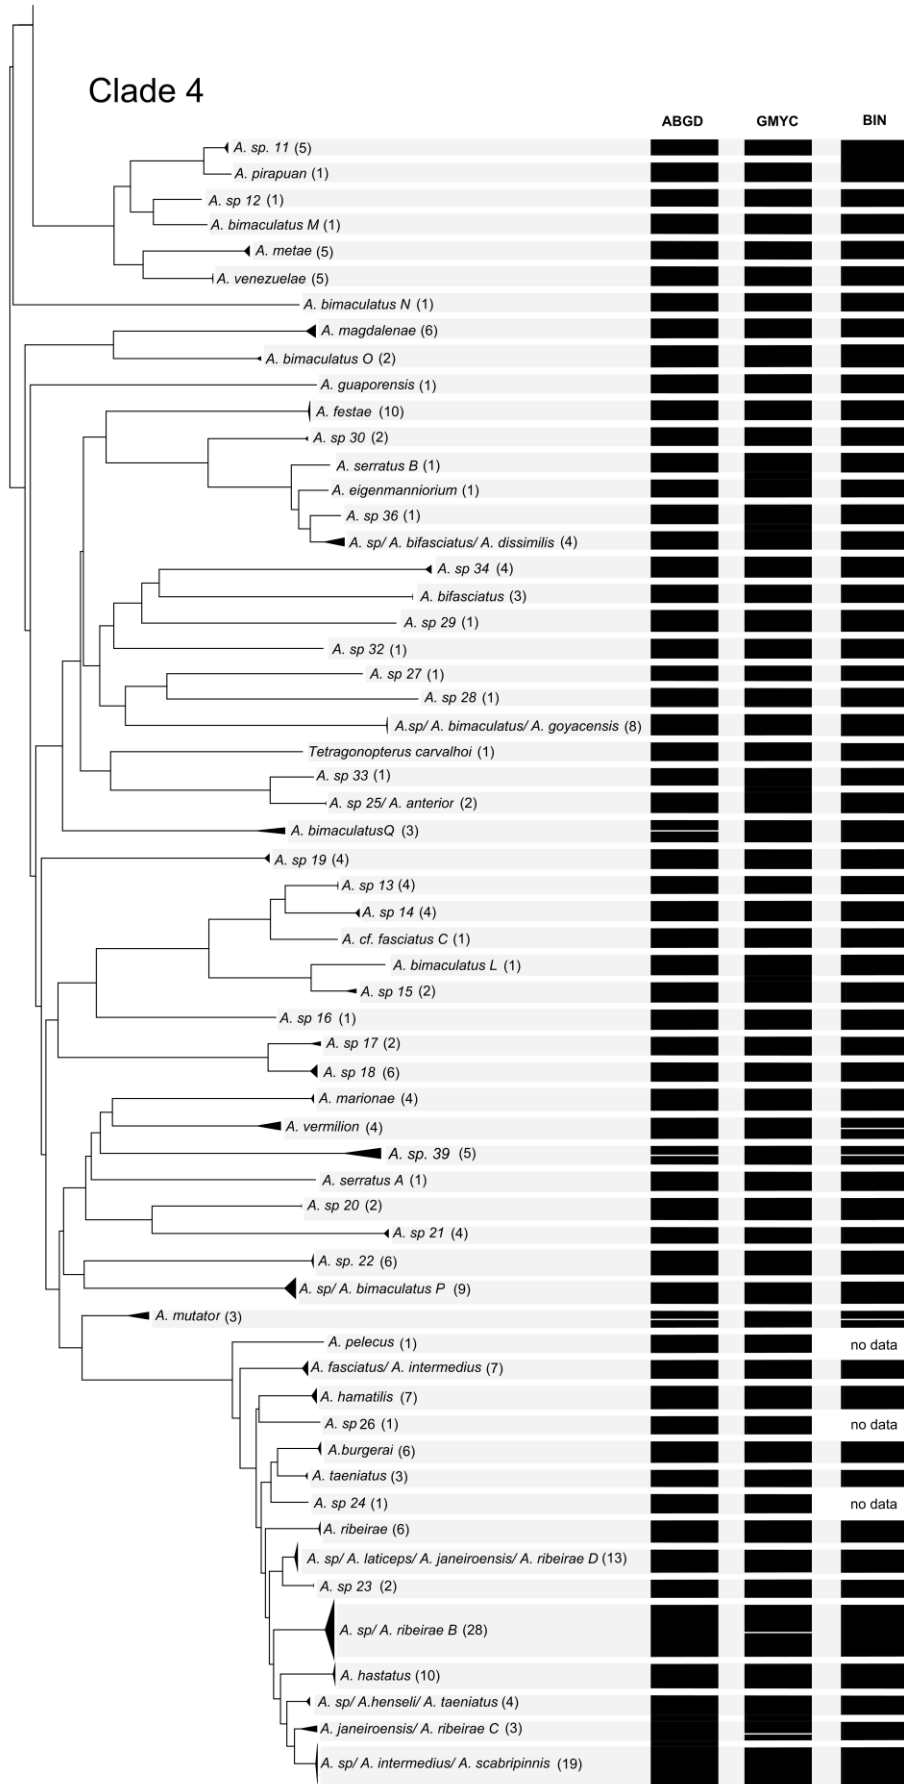 Clade 4
ABGD GMYC BIN
A. sp. 11 (5)
A. pirapuan (1)
A. sp 12 (1)
A. bimaculatus M (1)
A. metae (5)
A. venezuelae (5)
A. bimaculatus N (1)
A. magdalenae (6)
A. bimaculatus O (2)
A. guaporensis (1)
A. festae (10)
A. sp 30 (2)
A. serratus B (1)
A. eigenmanniorium (1)
A. sp 36 (1)
A. sp/ A. bifasciatus/ A. dissimilis (4)
A. sp 34 (4)
A. bifasciatus (3)
A. sp 29 (1)
A. sp 32 (1)
A. sp 27 (1)
A. sp 28 (1)
A.sp/ A. bimaculatus/ A. goyacensis (8)
Tetragonopterus carvalhoi (1)
A. sp 33 (1)
A. sp 25/ A. anterior (2)
A. bimaculatusQ (3)
A. sp 19 (4)
A. sp 13 (4)
A. sp 14 (4)
A. cf. fasciatus C (1)
A. bimaculatus L (1)
A. sp 15 (2)
A. sp 16 (1)
A. sp 17 (2)
A. sp 18 (6)
A. marionae (4)
A. vermilion (4)
A. sp. 39 (5)
A. serratus A (1)
A. sp 20 (2)
A. sp 21 (4)
A. sp. 22 (6)
A. sp/ A. bimaculatus P (9)
A. mutator (3)
A. pelecus (1) no data
A. fasciatus/ A. intermedius (7)
A. hamatilis (7)
A. sp 26 (1) no data
A.burgerai (6)
A. taeniatus (3)
A. sp 24 (1) no data
A. ribeirae (6)
A. sp/ A. laticeps/ A. janeiroensis/ A. ribeirae D (13)
A. sp 23 (2)
A. sp/ A. ribeirae B (28)
A. hastatus (10)
A. sp/ A.henseli/ A. taeniatus (4)
A. janeiroensis/ A. ribeirae C (3)
A. sp/ A. intermedius/ A. scabripinnis (19)